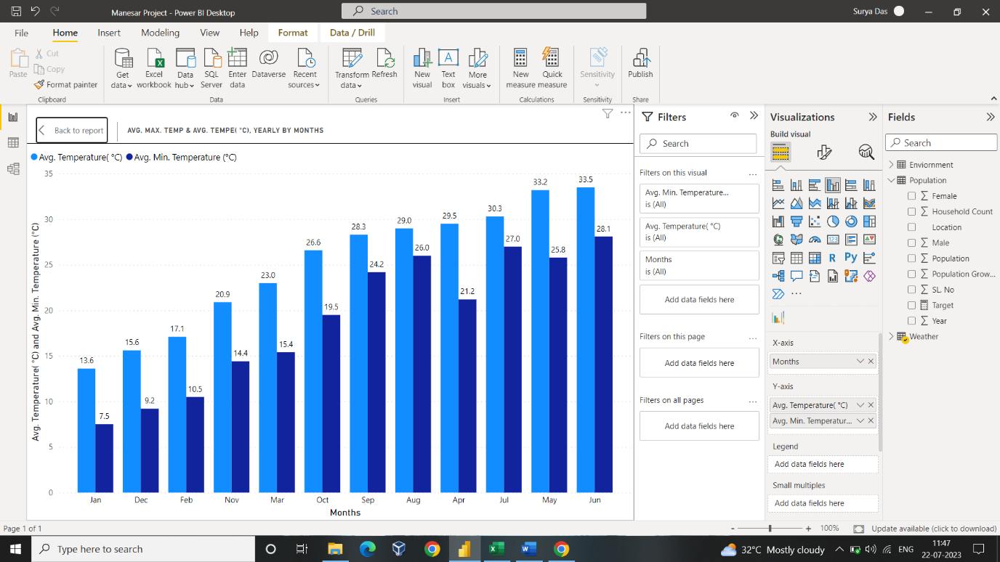 Manesar Project - Power BI Desktop
Search
Surya Das
File
Home
Insert
Modeling
View
Help
Format
Data / Drill
Paste
Cut
Copy
Format painter
Clipboard
Get data
Excel workbook
Data hub
SQL Server
Enter data
Dataverse
Recent sources
Data
Transform data
Refresh
Queries
New visual
A
Text box
More visuals
Insert
New measure
Quick measure
Calculations
Sensitivity
Sensitivity
Publish
Share
Back to report
AVG. MAX. TEMP & AVG. TEMPE( °C), YEARLY BY MONTHS
Avg. Temperature( °C)
Avg. Min. Temperature (°C)
Avg. Temperature( °C) and Avg. Min. Temperature (°C)
35
30
25
20
15
10
5
0
13.6
7.5
15.6
9.2
17.1
10.5
20.9
14.4
23.0
15.4
26.6
19.5
28.3
24.2
29.0
26.0
29.5
21.2
30.3
27.0
33.2
25.8
33.5
28.1
Jan
Dec
Feb
Nov
Mar
Oct
Sep
Aug
Apr
Jul
May
Jun
Months
Filters
Search
Filters on this visual
Avg. Min. Temperature...
is (All)
Avg. Temperature( °C)
is (All)
Months
is (All)
Add data fields here
Filters on this page
Add data fields here
Filters on all pages
Add data fields here
Visualizations
Build visual
123
R
Py
X-axis
Months
Y-axis
Avg. Temperature( °C)
Avg. Min. Temperatur...
Legend
Add data fields here
Small multiples
Add data fields here
Fields
Search
Enviornment
Population
Female
Household Count
Location
Male
Population
Population Grow...
SL. No
Target
Year
Weather
Page 1 of 1
- + 100%
Update available (click to download)
Type here to search
32°C Mostly cloudy
ENG
11:47
22-07-2023